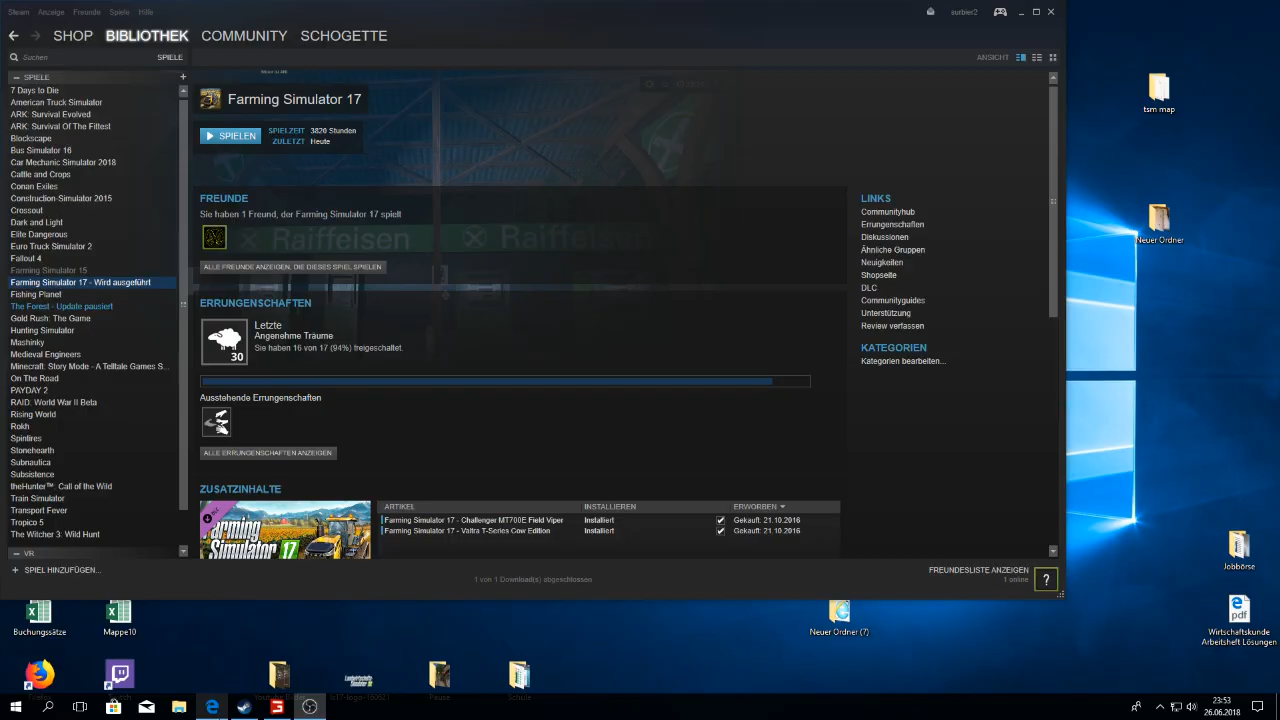 Steam Anzeige Freunde Spiele Hilfe
surbier2
SHOP BIBLIOTHEK COMMUNITY SCHOGETTE
Suchen
SPIELE
ANSICHT
SPIELE
7 Days to Die
American Truck Simulator
ARK: Survival Evolved
ARK: Survival Of The Fittest
Blockscape
Bus Simulator 16
Car Mechanic Simulator 2018
Cattle and Crops
Conan Exiles
Construction-Simulator 2015
Crossout
Dark and Light
Elite Dangerous
Euro Truck Simulator 2
Fallout 4
Farming Simulator 15
Farming Simulator 17 - Wird ausgeführt
Fishing Planet
The Forest - Update pausiert
Gold Rush: The Game
Hunting Simulator
Mashinky
Medieval Engineers
Minecraft: Story Mode - A Telltale Games S...
On The Road
PAYDAY 2
RAID: World War II Beta
Rising World
Rokh
Spintires
Stonehearth
Subnautica
Subsistence
theHunter™: Call of the Wild
Train Simulator
Transport Fever
Tropico 5
The Witcher 3: Wild Hunt
VR
SPIEL HINZUFÜGEN...
Farming Simulator 17
SPIELEN
SPIELZEIT 3820 Stunden
ZULETZT Heute
FREUNDE
Sie haben 1 Freund, der Farming Simulator 17 spielt
Raiffeisen
ALLE FREUNDE ANZEIGEN, DIE DIESES SPIEL SPIELEN
ERRUNGENSCHAFTEN
Letzte
Angenehme Träume
Sie haben 16 von 17 (94%) freigeschaltet.
30
Ausstehende Errungenschaften
ALLE ERRUNGENSCHAFTEN ANZEIGEN
ZUSATZINHALTE
DLC
Farming Simulator 17
ARTIKEL INSTALLIEREN ERWORBEN
Farming Simulator 17 - Challenger MT700E Field Viper Installiert Gekauft: 21.10.2016
Farming Simulator 17 - Valtra T-Series Cow Edition Installiert Gekauft: 21.10.2016
LINKS
Communityhub
Errungenschaften
Diskussionen
Ähnliche Gruppen
Neuigkeiten
Shopseite
DLC
Communityguides
Unterstützung
Review verfassen
KATEGORIEN
Kategorien bearbeiten...
1 von 1 Download(s) abgeschlossen
FREUNDESLISTE ANZEIGEN
1 online
?
tsm map
Neuer Ordner
Jobbörse
Wirtschaftskunde
Arbeitsheft Lösungen
Buchungssätze
Mappe10
Neuer Ordner (7)
Pause
Schule
23:53
26.06.2018